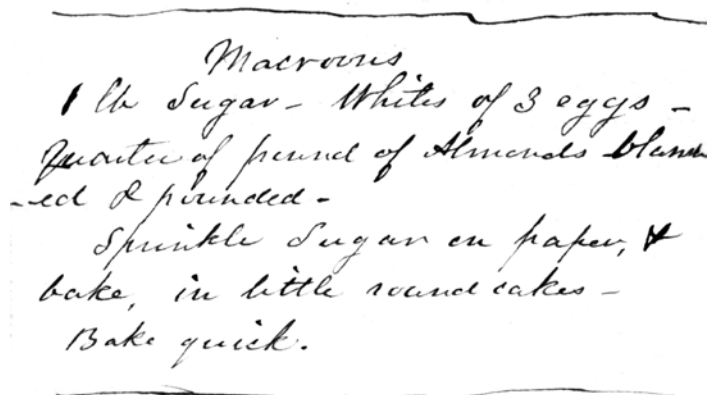 Macroons
1 lb Sugar - Whites of 3 eggs -
Quarter of pound of Almonds blanch
-ed & pounded -
Sprinkle Sugar on paper, &
bake, in little round cakes -
Bake quick.